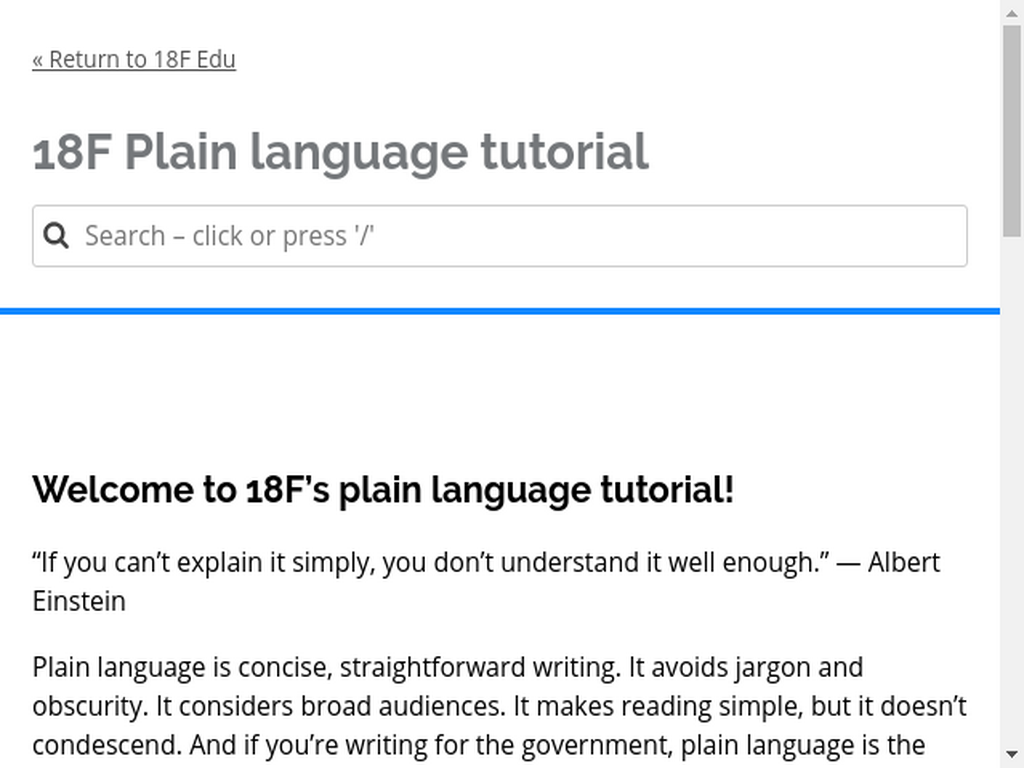 « Return to 18F Edu
18F Plain language tutorial
Search – click or press '/'
Welcome to 18F’s plain language tutorial!
“If you can’t explain it simply, you don’t understand it well enough.” — Albert
Einstein
Plain language is concise, straightforward writing. It avoids jargon and
obscurity. It considers broad audiences. It makes reading simple, but it doesn’t
condescend. And if you’re writing for the government, plain language is the